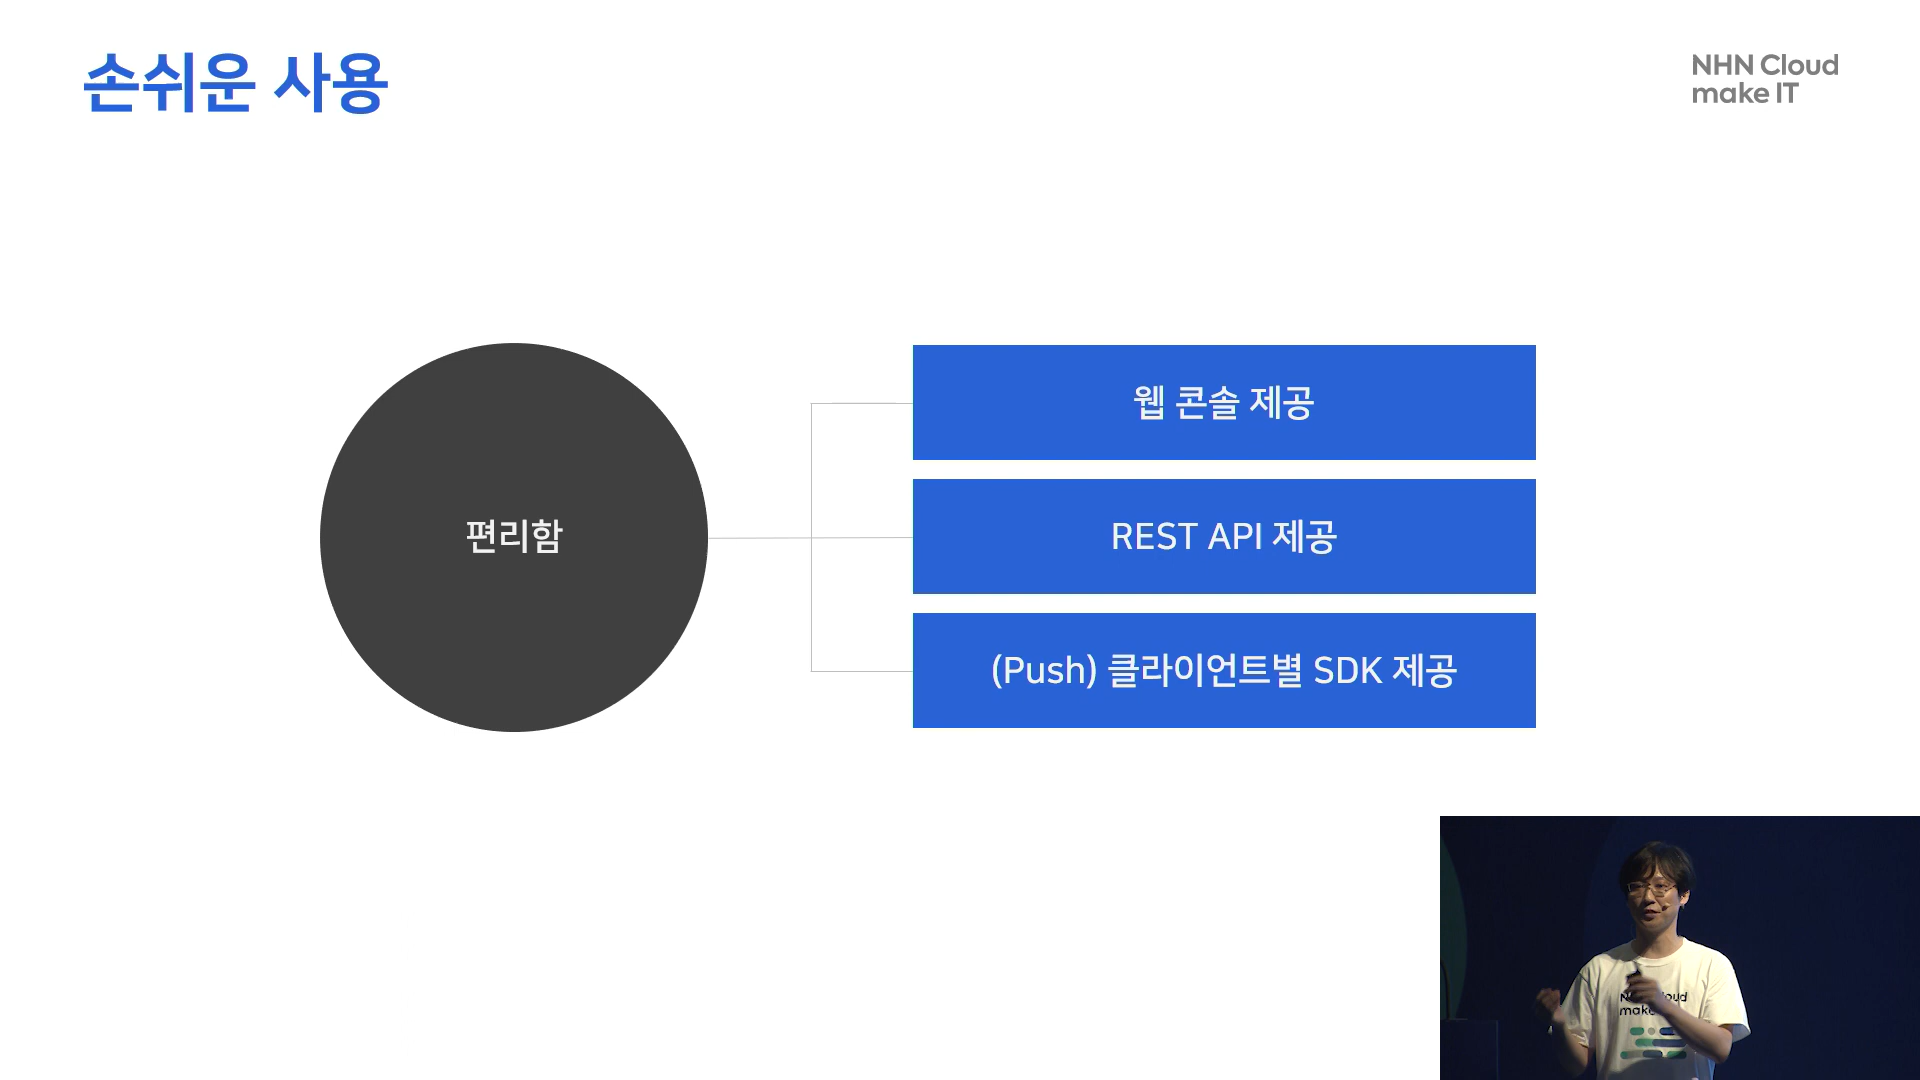 손쉬운 사용
NHN Cloud
make IT
편리함
웹 콘솔 제공
REST API 제공
(Push) 클라이언트별 SDK 제공
make